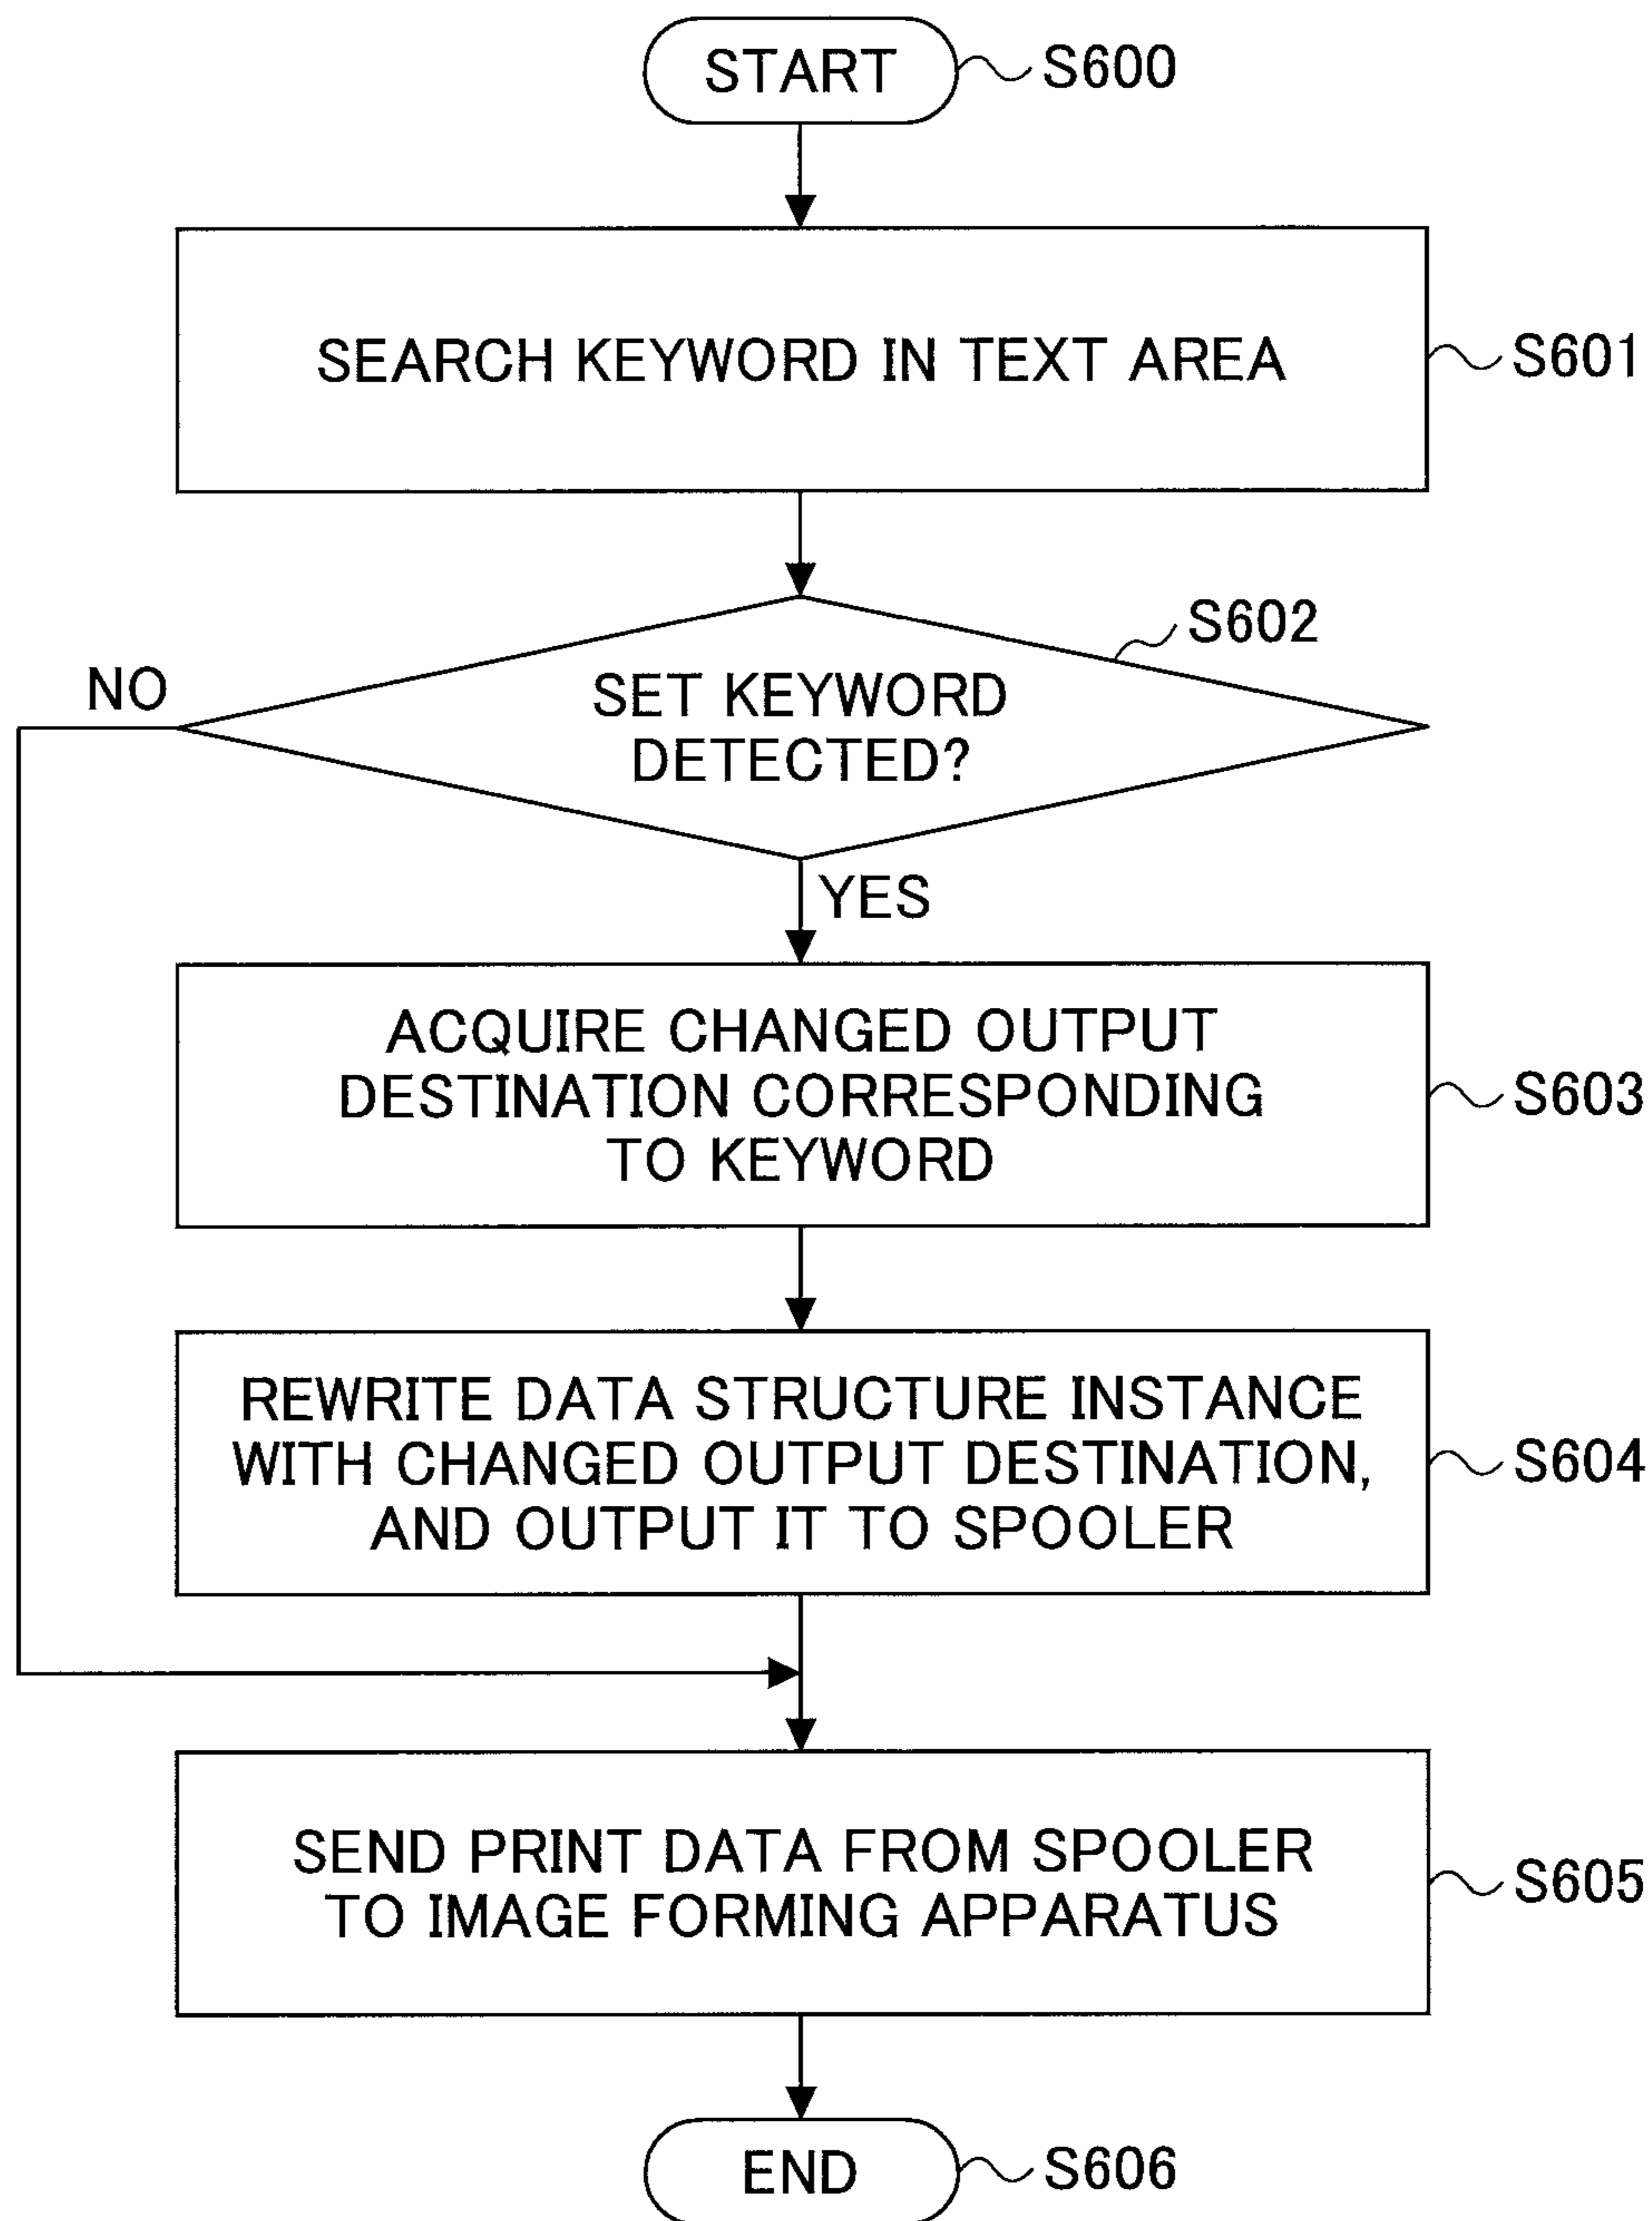 START
S600
SEARCH KEYWORD IN TEXT AREA
S601
S602
NO
SET KEYWORD
DETECTED?
YES
ACQUIRE CHANGED OUTPUT
DESTINATION CORRESPONDING
TO KEYWORD
S603
REWRITE DATA STRUCTURE INSTANCE
WITH CHANGED OUTPUT DESTINATION,
AND OUTPUT IT TO SPOOLER
S604
SEND PRINT DATA FROM SPOOLER
TO IMAGE FORMING APPARATUS
S605
END
S606